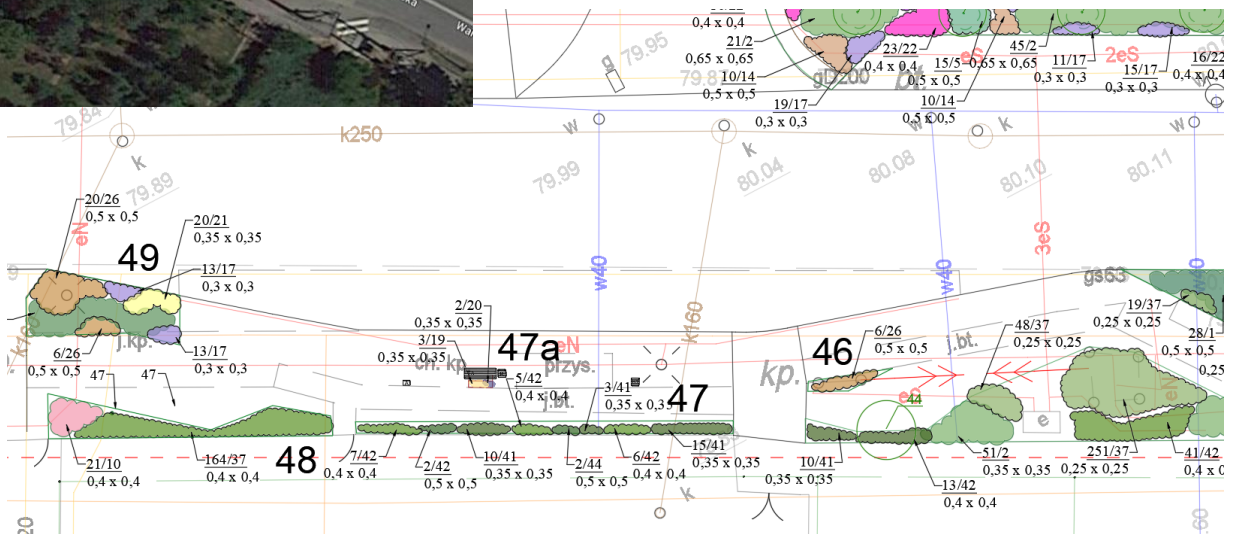 0,4 x 0,4
21/2
0,65 x 0,65
10/14
0,5 x 0,5
19/17
0,3 x 0,3
23/22
0,4 x 0,4
15/5
0,5 x 0,5
45/2
0,65 x 0,65
10/14
0,5 x 0,5
11/17
0,3 x 0,3
15/17
0,3 x 0,3
16/22
0,4 x 0,4
79.95
g
gD200
bt.
eS
2eS
79.84
w
k
k250
79.89
w
79.99
k
80.04
w
80.08
k
80.10
w
80.11
20/26
0,5 x 0,5
eN
49
20/21
0,35 x 0,35
13/17
0,3 x 0,3
6/26
0,5 x 0,5
j.kp.
13/17
0,3 x 0,3
47
47
21/10
0,4 x 0,4
164/37
0,4 x 0,4
48
2/20
0,35 x 0,35
3/19
0,35 x 0,35
ch. kp.
47a
eN
przys.
j.bt.
w40
k160
5/42
0,4 x 0,4
3/41
0,35 x 0,35
47
7/42
0,4 x 0,4
2/42
0,5 x 0,5
10/41
0,35 x 0,35
2/44
0,5 x 0,5
6/42
0,4 x 0,4
15/41
0,35 x 0,35
k
kp.
46
6/26
0,5 x 0,5
w40
3eS
j.bt.
48/37
0,25 x 0,25
gs63
19/37
0,25 x 0,25
28/1
0,5 x 0,5
eS
44
e
eN
10/41
0,35 x 0,35
13/42
0,4 x 0,4
51/2
0,35 x 0,35
251/37
0,25 x 0,25
41/42
w40